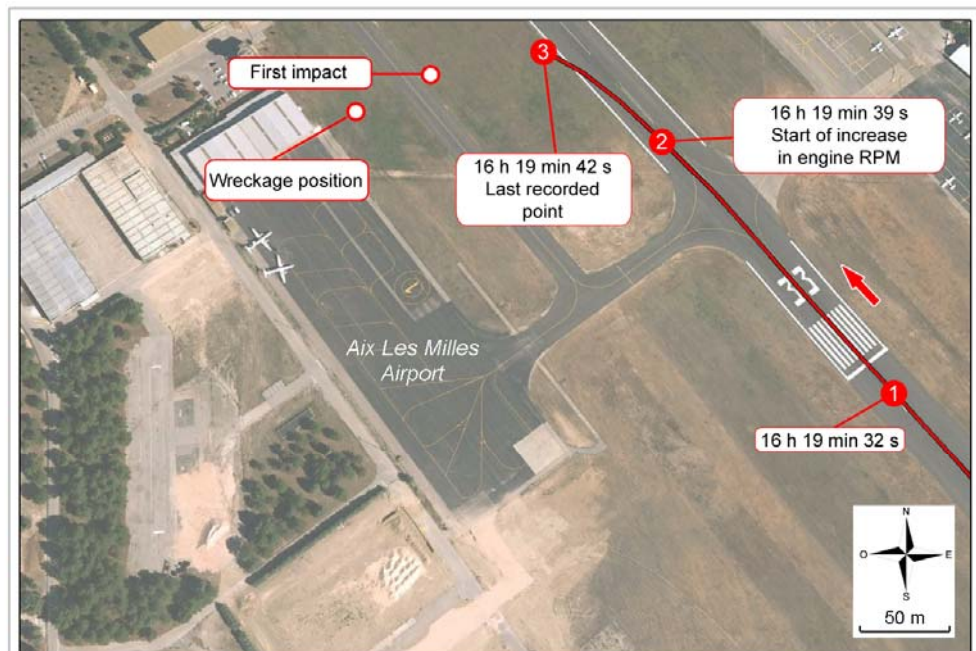 3
First impact
16 h 19 min 39 s
Start of increase
in engine RPM
2
16 h 19 min 42 s
Last recorded
point
Wreckage position
33
Aix Les Milles
Airport
1
16 h 19 min 32 s
N
O
E
S
50 m